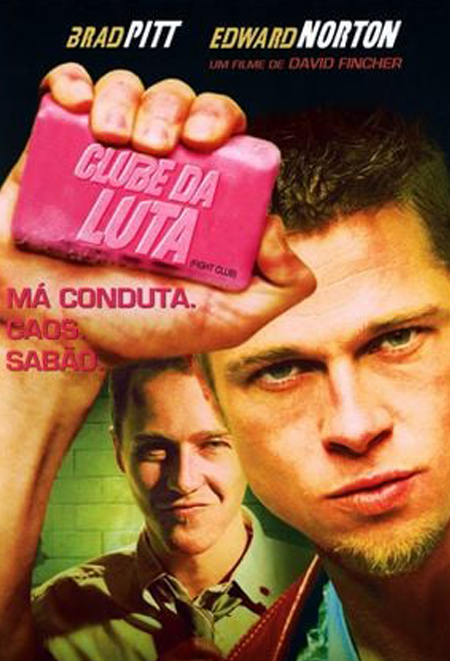 BRAD PITT EDWARD NORTON
UM FILME DE DAVID FINCHER
CLUBE DA
LUTA
(FIGHT CLUB)
MÁ CONDUTA.
CAOS.
SABÃO.